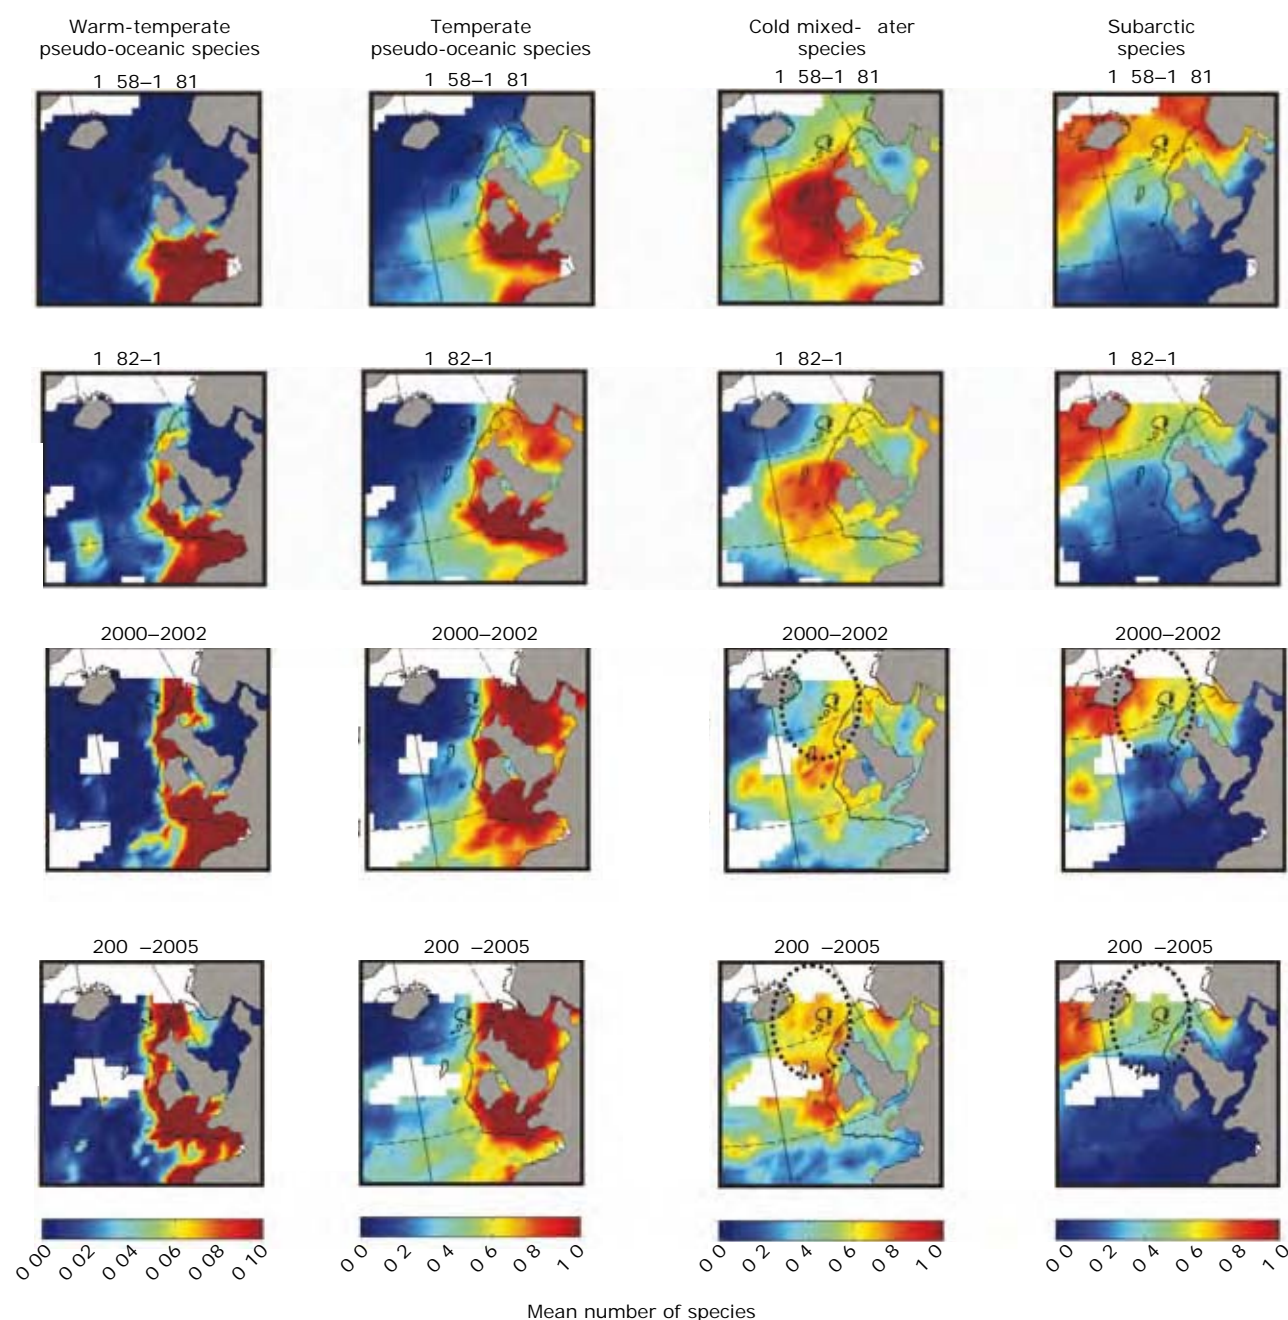 Warm-temperate
pseudo-oceanic species
Temperate
pseudo-oceanic species
Cold mixed- ater
species
Subarctic
species
1 58–1 81
1 58–1 81
1 58–1 81
1 58–1 81
1 82–1
1 82–1
1 82–1
1 82–1
2000–2002
2000–2002
2000–2002
2000–2002
200 –2005
200 –2005
200 –2005
200 –2005
0 00 0 02 0 04 0 06 0 08 0 10
0 0 0 2 0 4 0 6 0 8 1 0
0 0 0 2 0 4 0 6 0 8 1 0
0 0 0 2 0 4 0 6 0 8 1 0
Mean number of species